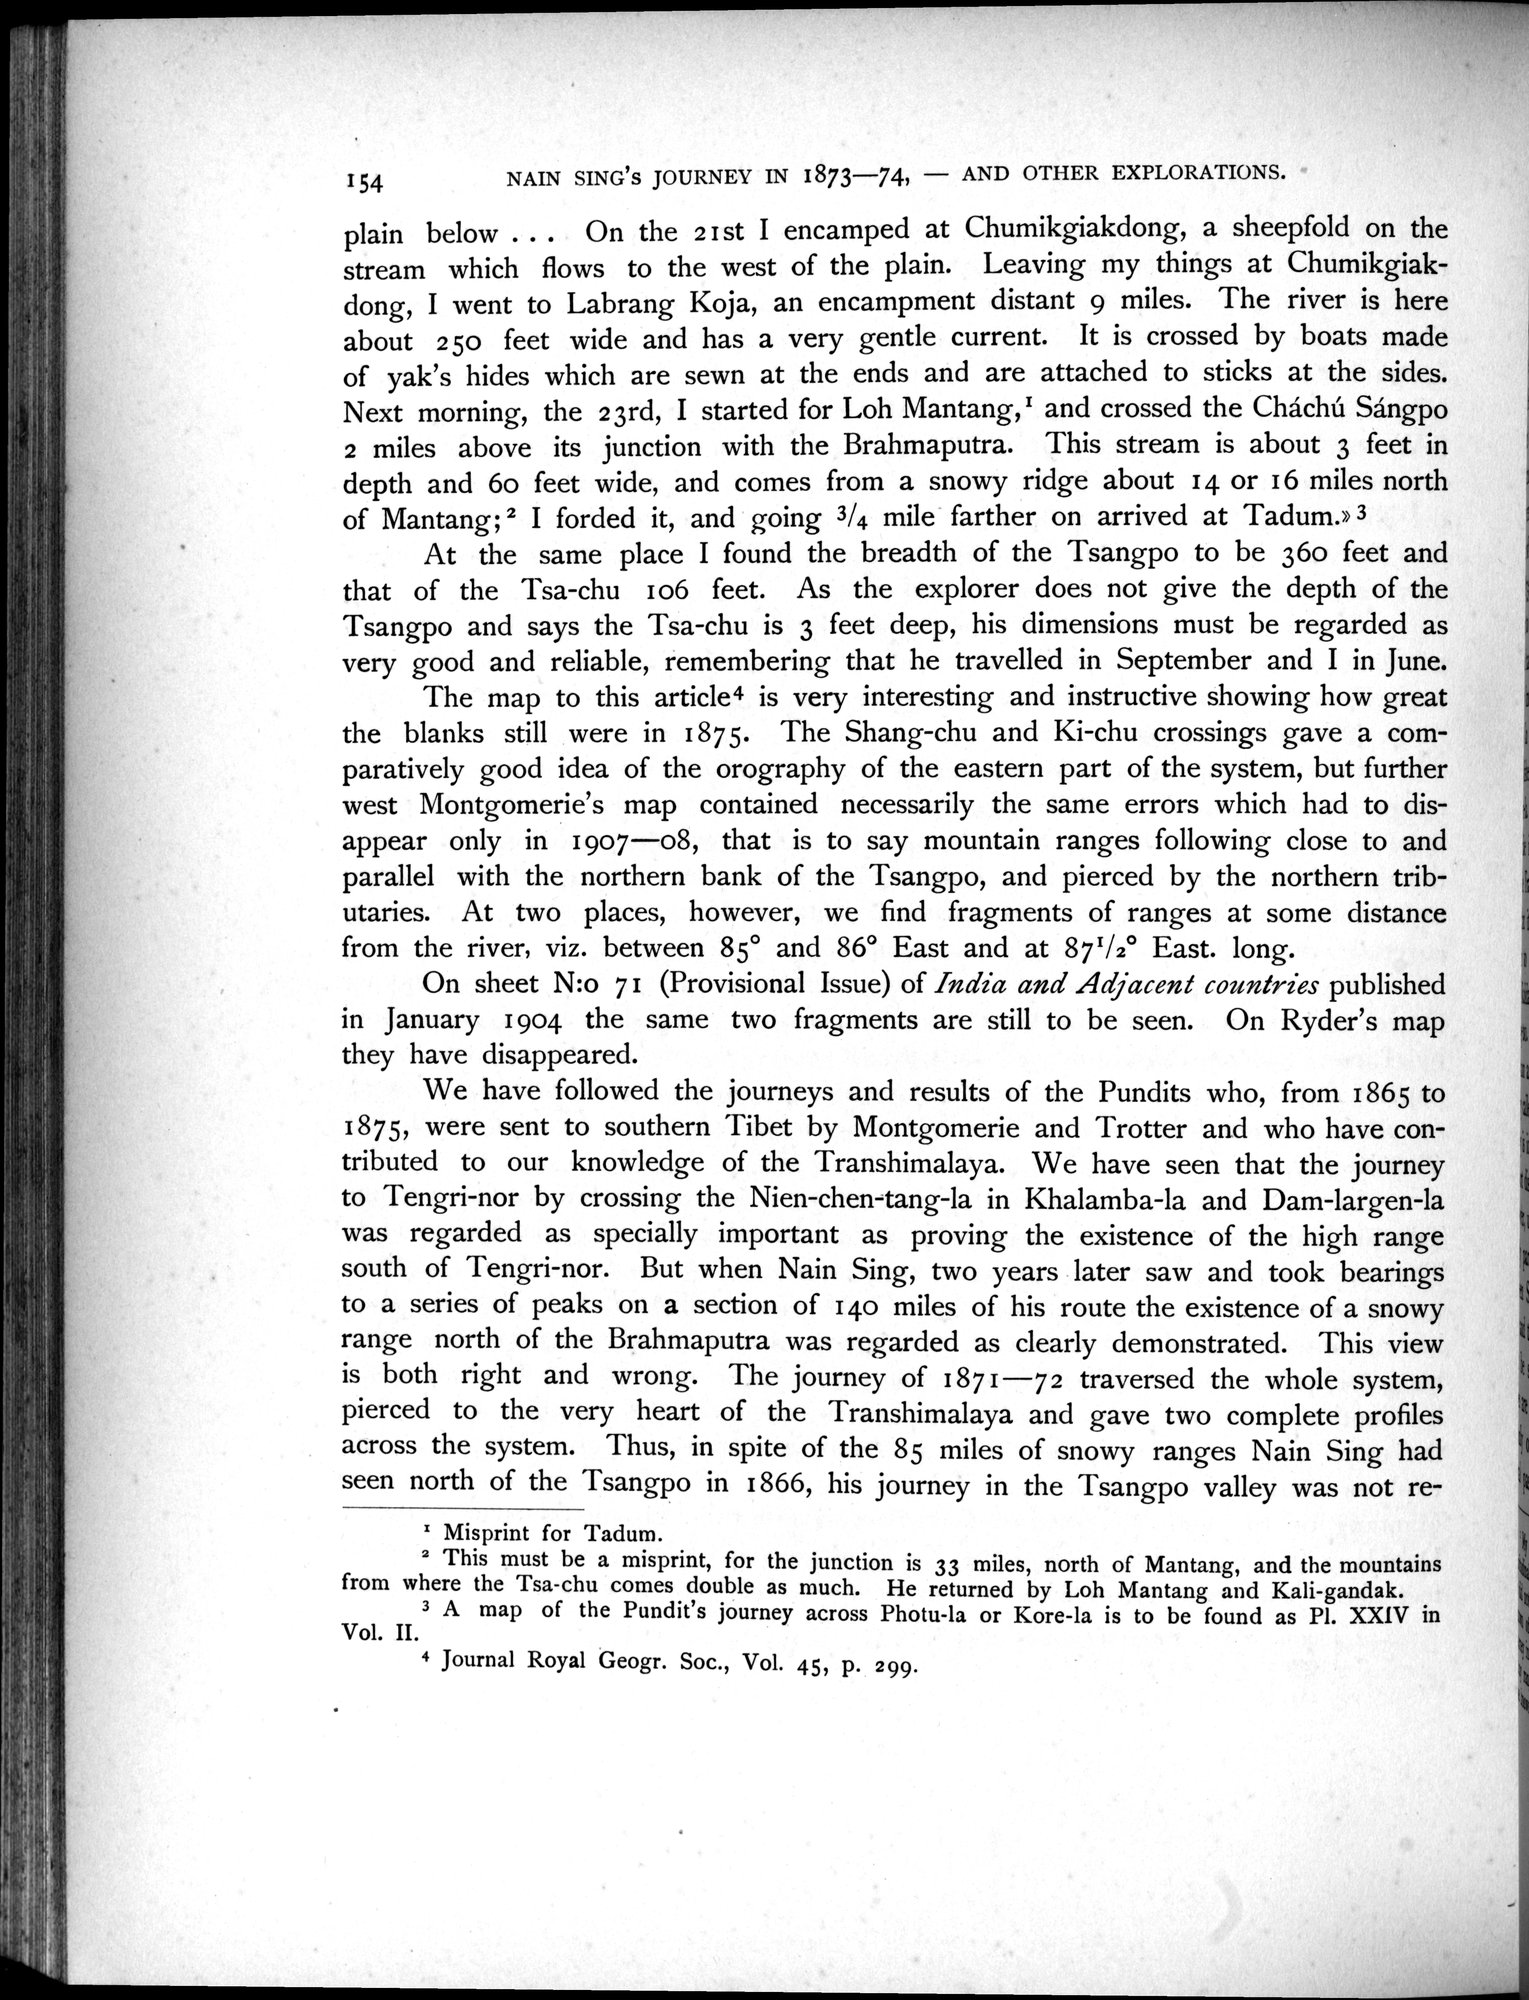 154 NAIN SING'S JOURNEY IN 1873—74, — AND OTHER EXPLORATIONS.
plain below . . . On the 21st I encamped at Chumikgiakdong, a sheepfold on the
stream which flows to the west of the plain. Leaving my things at Chumikgiak-
dong, I went to Labrang Koja, an encampment distant 9 miles. The river is here
about 250 feet wide and has a very gentle current. It is crossed by boats made
of yak's hides which are sewn at the ends and are attached to sticks at the sides.
Next morning, the 23rd, I started for Loh Mantang,¹ and crossed the Cháchú Sángpo
2 miles above its junction with the Brahmaputra. This stream is about 3 feet in
depth and 60 feet wide, and comes from a snowy ridge about 14 or 16 miles north
of Mantang;² I forded it, and going 3/4 mile farther on arrived at Tadum.» ³
At the same place I found the breadth of the Tsangpo to be 360 feet and
that of the Tsa-chu 106 feet. As the explorer does not give the depth of the
Tsangpo and says the Tsa-chu is 3 feet deep, his dimensions must be regarded as
very good and reliable, remembering that he travelled in September and I in June.
The map to this article⁴ is very interesting and instructive showing how great
the blanks still were in 1875. The Shang-chu and Ki-chu crossings gave a com-
paratively good idea of the orography of the eastern part of the system, but further
west Montgomerie's map contained necessarily the same errors which had to dis-
appear only in 1907—08, that is to say mountain ranges following close to and
parallel with the northern bank of the Tsangpo, and pierced by the northern trib-
utaries. At two places, however, we find fragments of ranges at some distance
from the river, viz. between 85° and 86° East and at 87 1/2° East. long.
On sheet N:o 71 (Provisional Issue) of India and Adjacent countries published
in January 1904 the same two fragments are still to be seen. On Ryder's map
they have disappeared.
We have followed the journeys and results of the Pundits who, from 1865 to
1875, were sent to southern Tibet by Montgomerie and Trotter and who have con-
tributed to our knowledge of the Transhimalaya. We have seen that the journey
to Tengri-nor by crossing the Nien-chen-tang-la in Khalamba-la and Dam-largen-la
was regarded as specially important as proving the existence of the high range
south of Tengri-nor. But when Nain Sing, two years later saw and took bearings
to a series of peaks on a section of 140 miles of his route the existence of a snowy
range north of the Brahmaputra was regarded as clearly demonstrated. This view
is both right and wrong. The journey of 1871—72 traversed the whole system,
pierced to the very heart of the Transhimalaya and gave two complete profiles
across the system. Thus, in spite of the 85 miles of snowy ranges Nain Sing had
seen north of the Tsangpo in 1866, his journey in the Tsangpo valley was not re-
¹ Misprint for Tadum.
² This must be a misprint, for the junction is 33 miles, north of Mantang, and the mountains
from where the Tsa-chu comes double as much. He returned by Loh Mantang and Kali-gandak.
³ A map of the Pundit's journey across Photu-la or Kore-la is to be found as Pl. XXIV in
Vol. II.
⁴ Journal Royal Geogr. Soc., Vol. 45, p. 299.